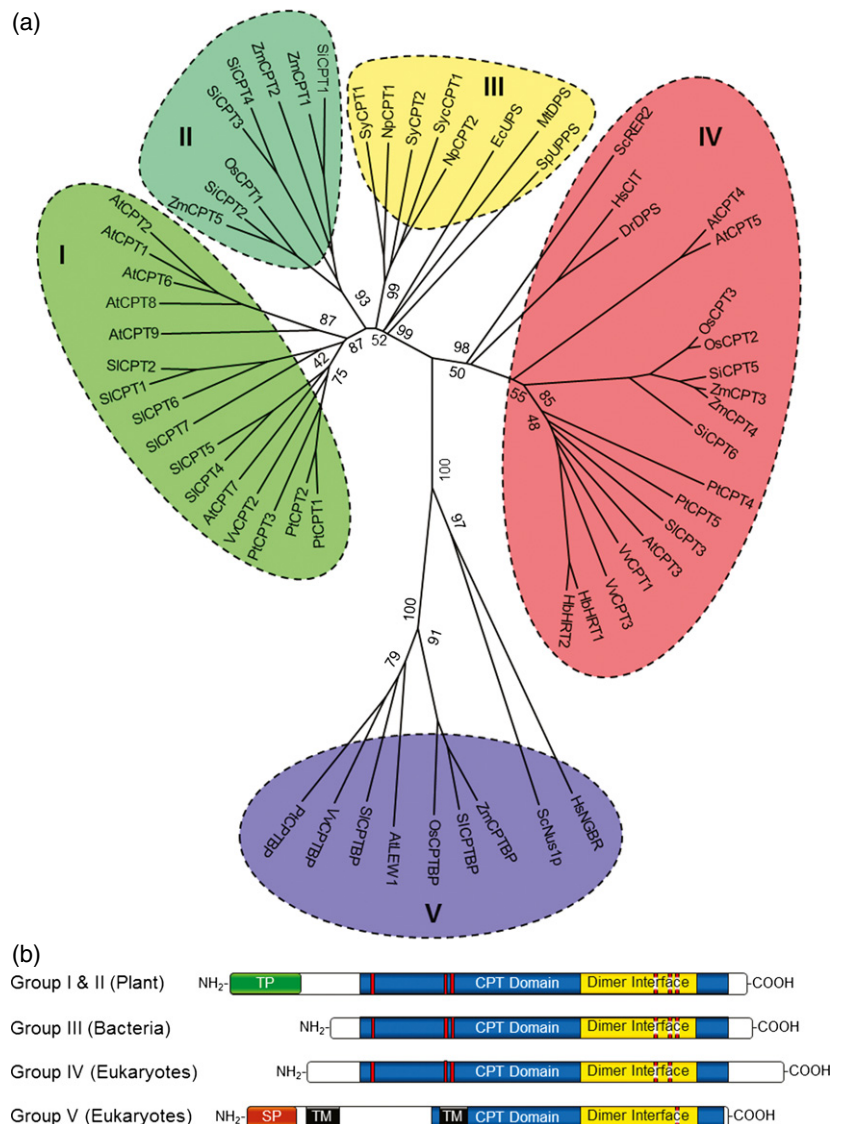 (a)
II
SiCPT3
SiCPT4
ZmCPT2
ZmCPT1
SiCPT1
OsCPT1
SiCPT2
ZmCPT5
III
SyCPT1
NpCPT1
SyCPT2
SycCPT1
NpCPT2
EcUPS
MtDPS
SpUPPS
IV
ScRER2
HsCIT
DrDPS
AtCPT4
AtCPT5
OsCPT3
OsCPT2
SiCPT5
ZmCPT3
ZmCPT4
SiCPT6
PtCPT4
PtCPT5
SlCPT3
AtCPT3
VvCPT1
VvCPT3
HbHRT1
HbHRT2
I
AtCPT2
AtCPT1
AtCPT6
AtCPT8
AtCPT9
SlCPT2
SlCPT1
SlCPT6
SlCPT7
SlCPT5
SlCPT4
AtCPT7
VvCPT2
PtCPT3
PtCPT2
PtCPT1
93
99
87
87
52
99
42
75
98
50
55
85
48
100
97
100
91
79
PtCPTBP
VvCPTBP
SlCPTBP
AtLEW1
OsCPTBP
SlCPTBP
ZmCPTBP
ScNus1p
HsNGBR
V
(b)
Group I & II (Plant) NH2- TP CPT Domain Dimer Interface -COOH
Group III (Bacteria) NH2- CPT Domain Dimer Interface -COOH
Group IV (Eukaryotes) NH2- CPT Domain Dimer Interface -COOH
Group V (Eukaryotes) NH2- SP TM TM CPT Domain Dimer Interface -COOH